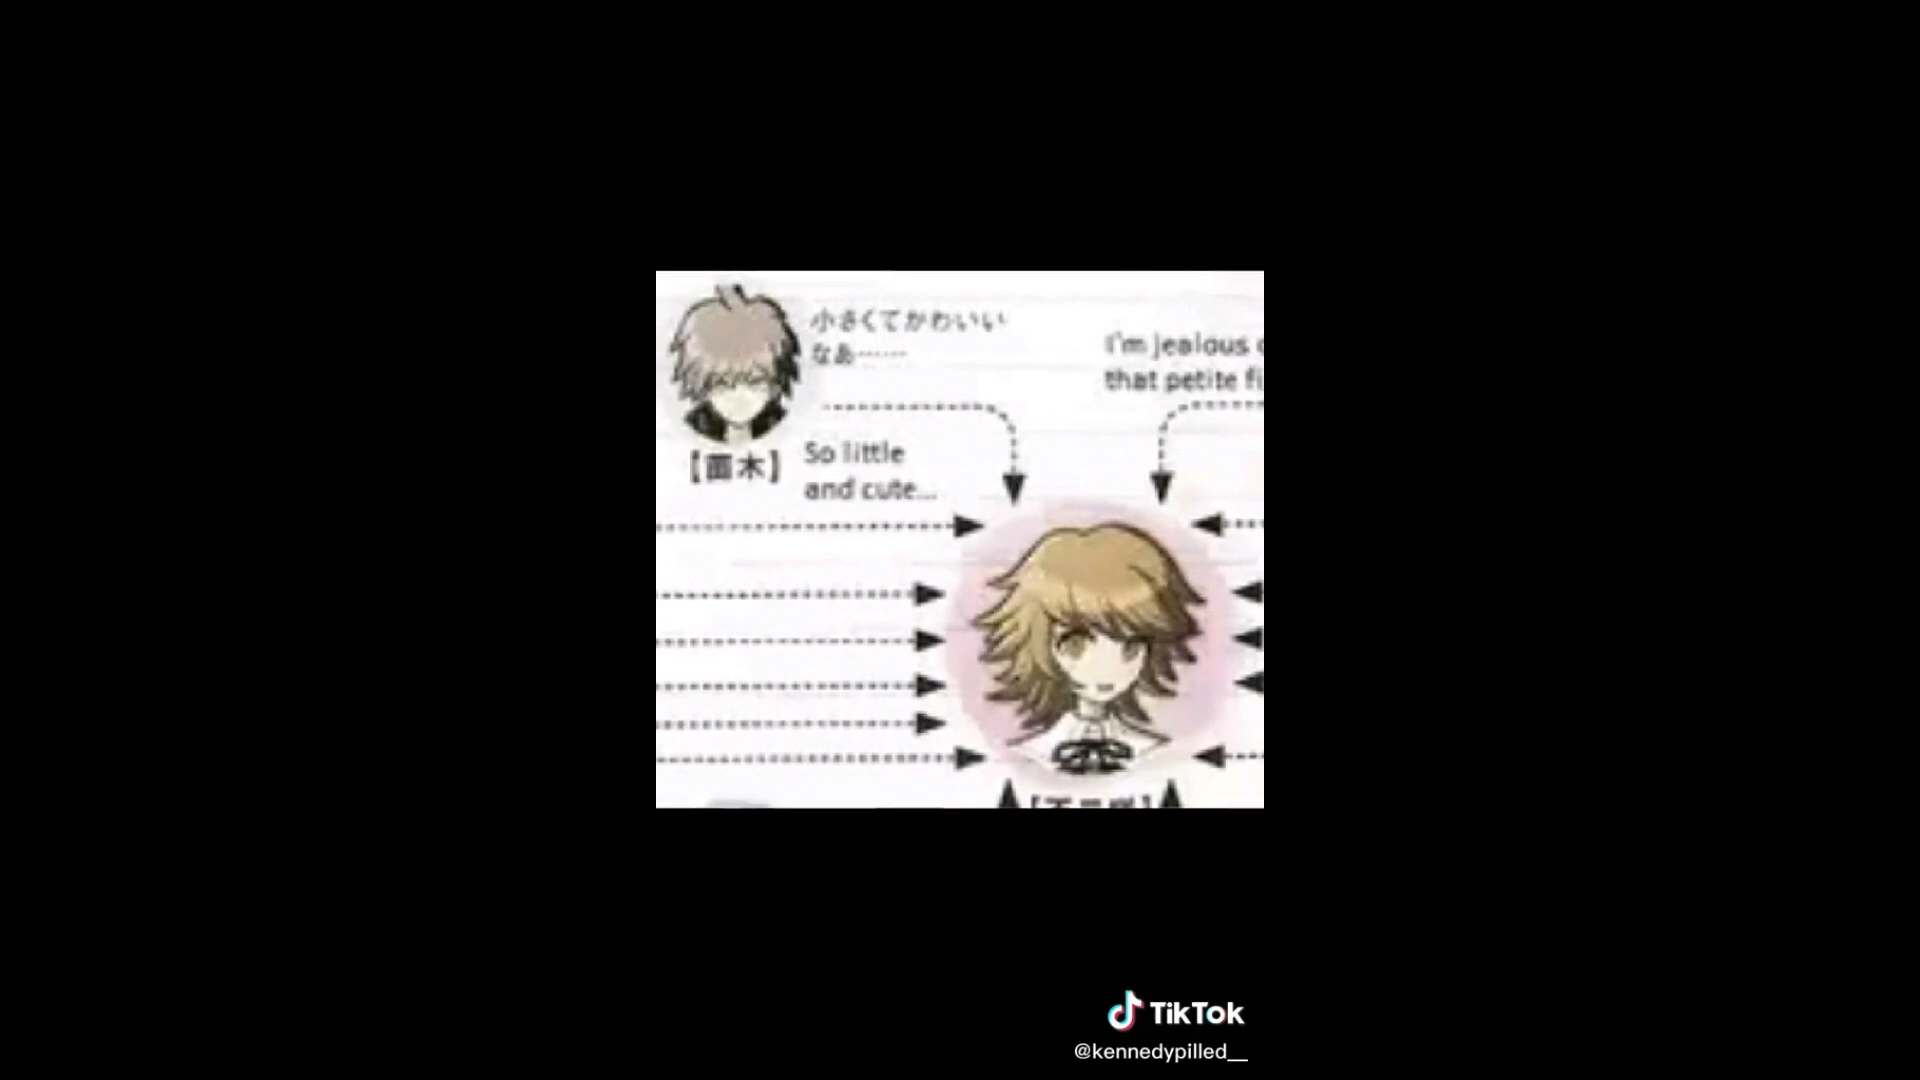 小さくてかわいい
なあ……
I'm jealous
that petite
So little
and cute...
【苗木】
TikTok
@kennedypilled__